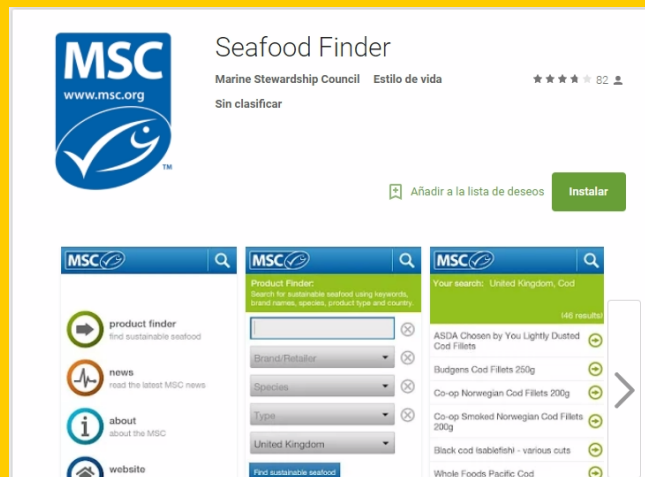 MSC
www.msc.org
TM
Seafood Finder
Marine Stewardship Council Estilo de vida
82
Sin clasificar
Añadir a la lista de deseos
Instalar
MSC
product finder
find sustainable seafood
news
read the latest MSC news
about
about the MSC
website
MSC
Product Finder:
Search for sustainable seafood using keywords,
brand names, species, product type and country.
Brand/Retailer
Species
Type
United Kingdom
Find sustainable seafood
MSC
Your search: United Kingdom, Cod
(46 results)
ASDA Chosen by You Lightly Dusted
Cod Fillets
Budgens Cod Fillets 250g
Co-op Norwegian Cod Fillets 200g
Co-op Smoked Norwegian Cod Fillets
200g
Black cod (sablefish) - various cuts
Whole Foods Pacific Cod